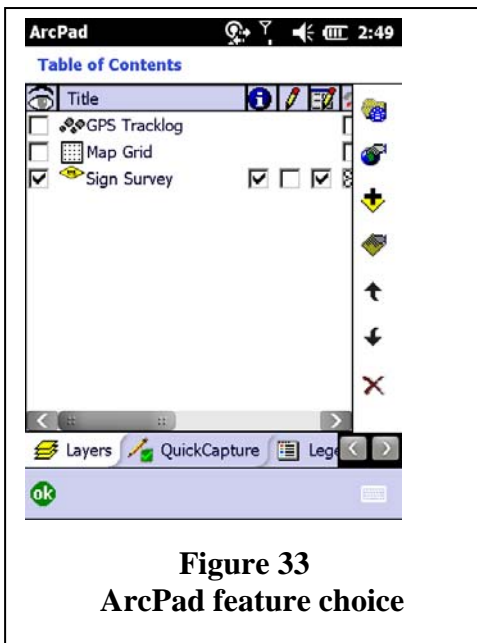 ArcPad 2:49
Table of Contents
Title
GPS Tracklog
Map Grid
Sign Survey
Layers QuickCapture Lege
ok
Figure 33
ArcPad feature choice